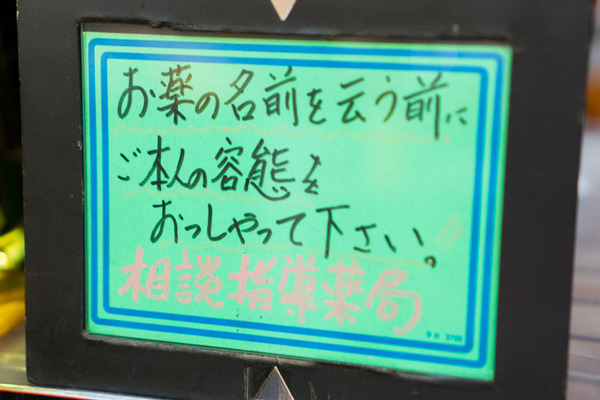 お薬の名前を云う前に
ご本人の容態を
おっしゃって下さい。
相談指導薬局